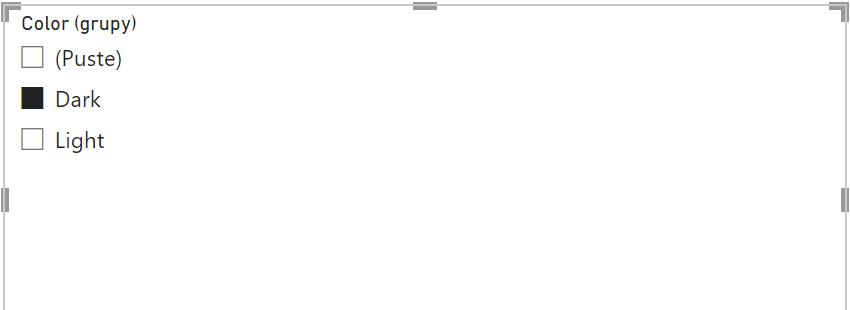 Color (grupy)
(Puste)
Dark
Light